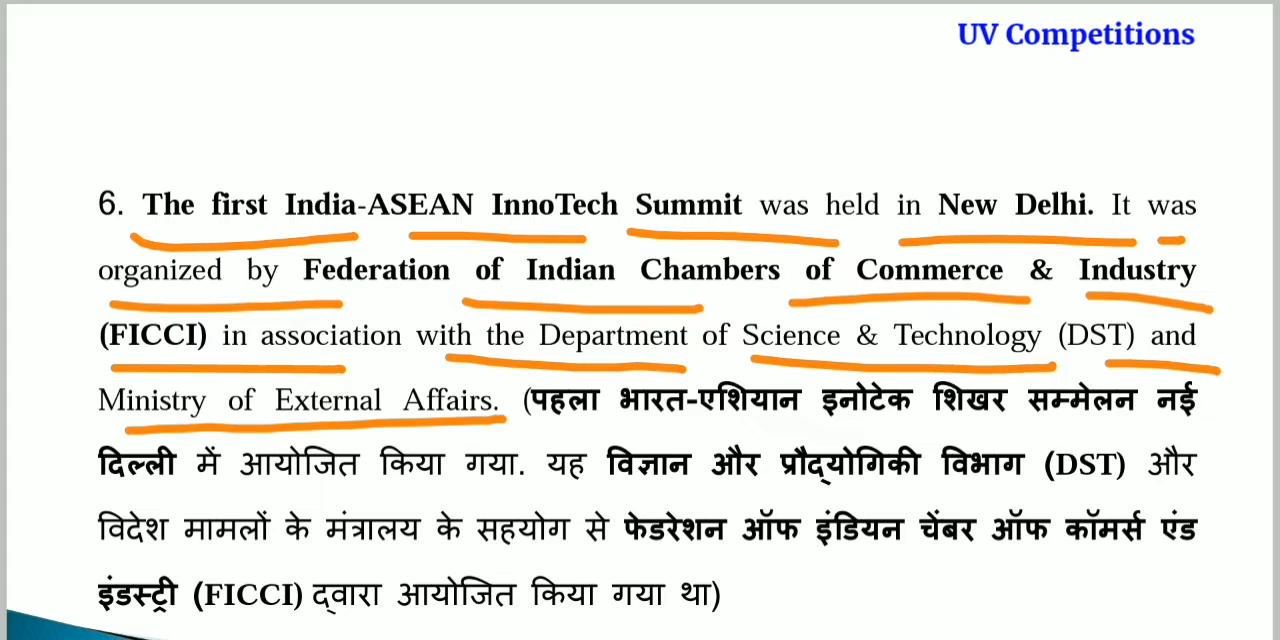 UV Competitions
6. The first India-ASEAN InnoTech Summit was held in New Delhi. It was
organized by Federation of Indian Chambers of Commerce & Industry
(FICCI) in association with the Department of Science & Technology (DST) and
Ministry of External Affairs. (पहला भारत-एशियान इनोटेक शिखर सम्मेलन नई
दिल्ली में आयोजित किया गया. यह विज्ञान और प्रौद्योगिकी विभाग (DST) और
विदेश मामलों के मंत्रालय के सहयोग से फेडरेशन ऑफ इंडियन चेंबर ऑफ कॉमर्स एंड
इंडस्ट्री (FICCI) द्वारा आयोजित किया गया था)